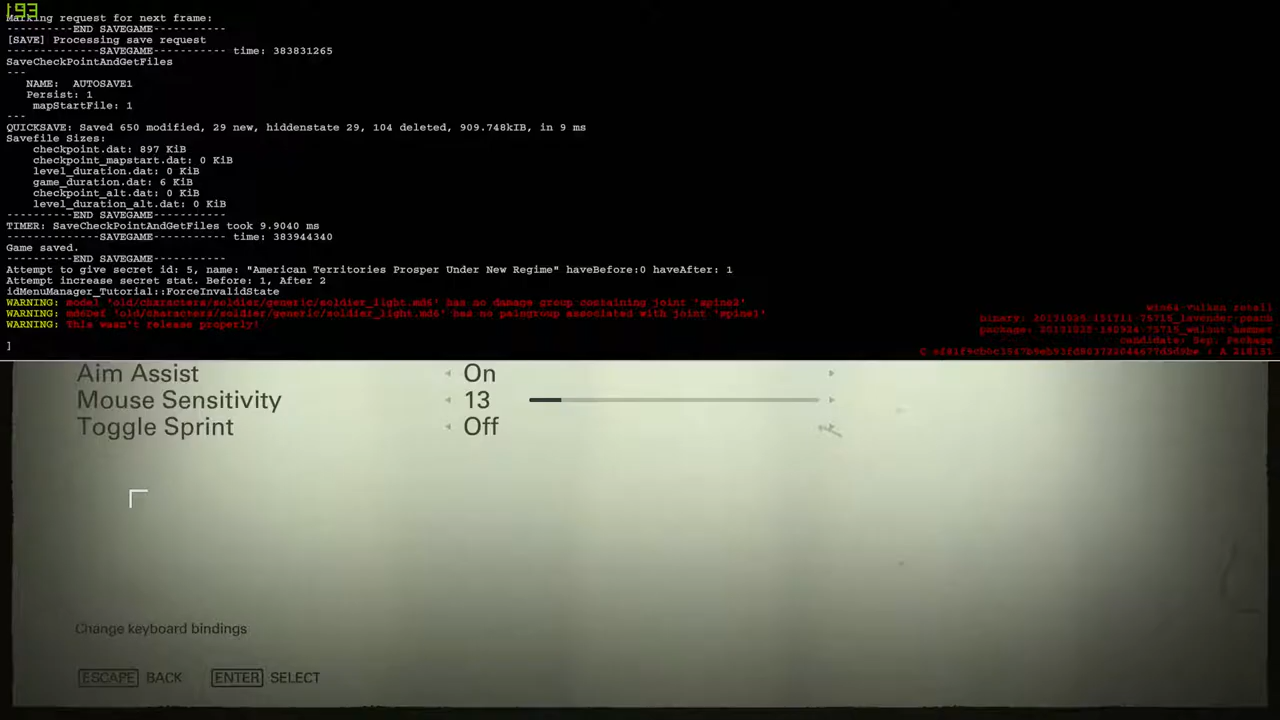 193
Marking request for next frame:
----------END SAVEGAME-----------
[SAVE] Processing save request
--------------SAVEGAME----------- time: 383831265
SaveCheckPointAndGetFiles
---
NAME: AUTOSAVE1
Persist: 1
mapStartFile: 1
---
QUICKSAVE: Saved 650 modified, 29 new, hiddenstate 29, 104 deleted, 909.748kIB, in 9 ms
Savefile Sizes:
checkpoint.dat: 897 KiB
checkpoint_mapstart.dat: 0 KiB
level_duration.dat: 0 KiB
game_duration.dat: 6 KiB
checkpoint_alt.dat: 0 KiB
level_duration_alt.dat: 0 KiB
----------END SAVEGAME-----------
TIMER: SaveCheckPointAndGetFiles took 9.9040 ms
--------------SAVEGAME----------- time: 383944340
Game saved.
----------END SAVEGAME-----------
Attempt to give secret id: 5, name: "American Territories Prosper Under New Regime" haveBefore:0 haveAfter: 1
Attempt increase secret stat. Before: 1, After 2
idMenuManager_Tutorial::ForceInvalidState
WARNING: model 'old/characters/soldier/generic/soldier_light.md6' has no damage group containing joint 'spine2'
WARNING: md6Def 'old/characters/soldier/generic/soldier_light.md6' has no paingroup associated with joint 'spine1'
WARNING: This wasn't release properly!
win64-vulkan retail
candidate: Sep. Package
]
Aim Assist On
Mouse Sensitivity 13
Toggle Sprint Off
Change keyboard bindings
ESCAPE BACK ENTER SELECT